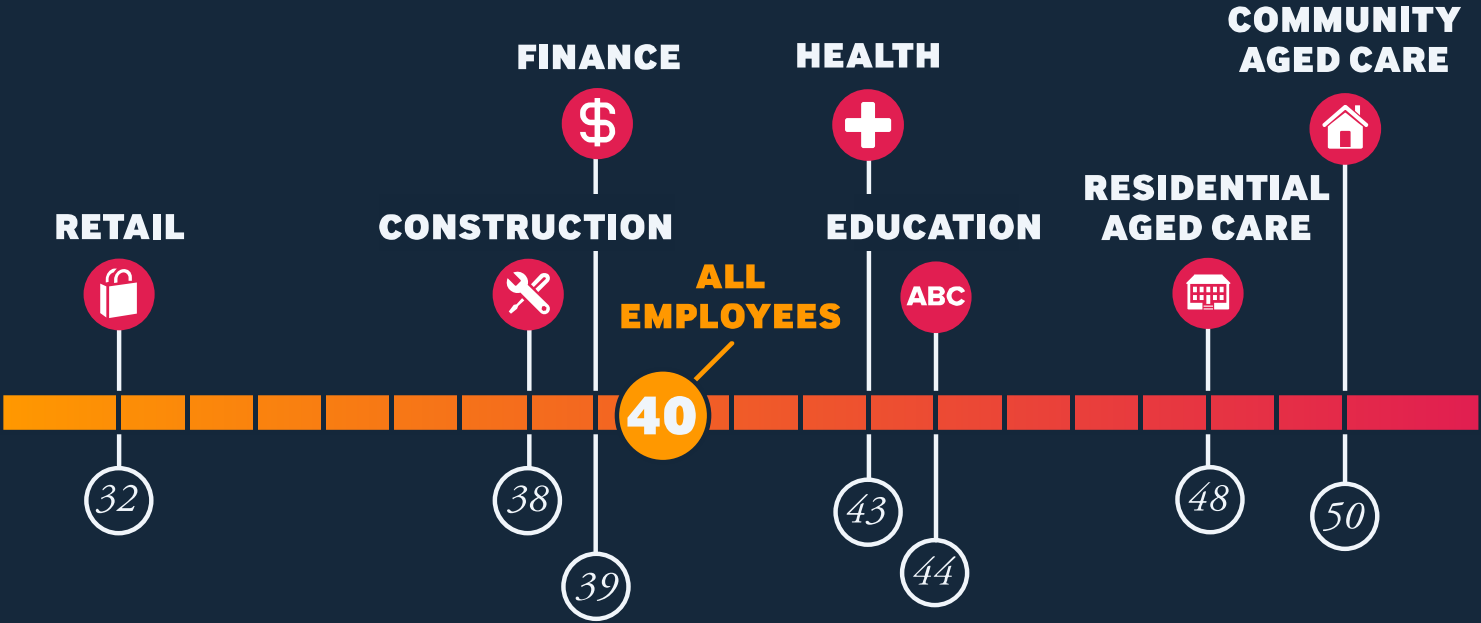 COMMUNITY
AGED CARE
FINANCE
HEALTH
$
RESIDENTIAL
AGED CARE
RETAIL
CONSTRUCTION
EDUCATION
ALL
EMPLOYEES
ABC
40
32
38
39
43
44
48
50